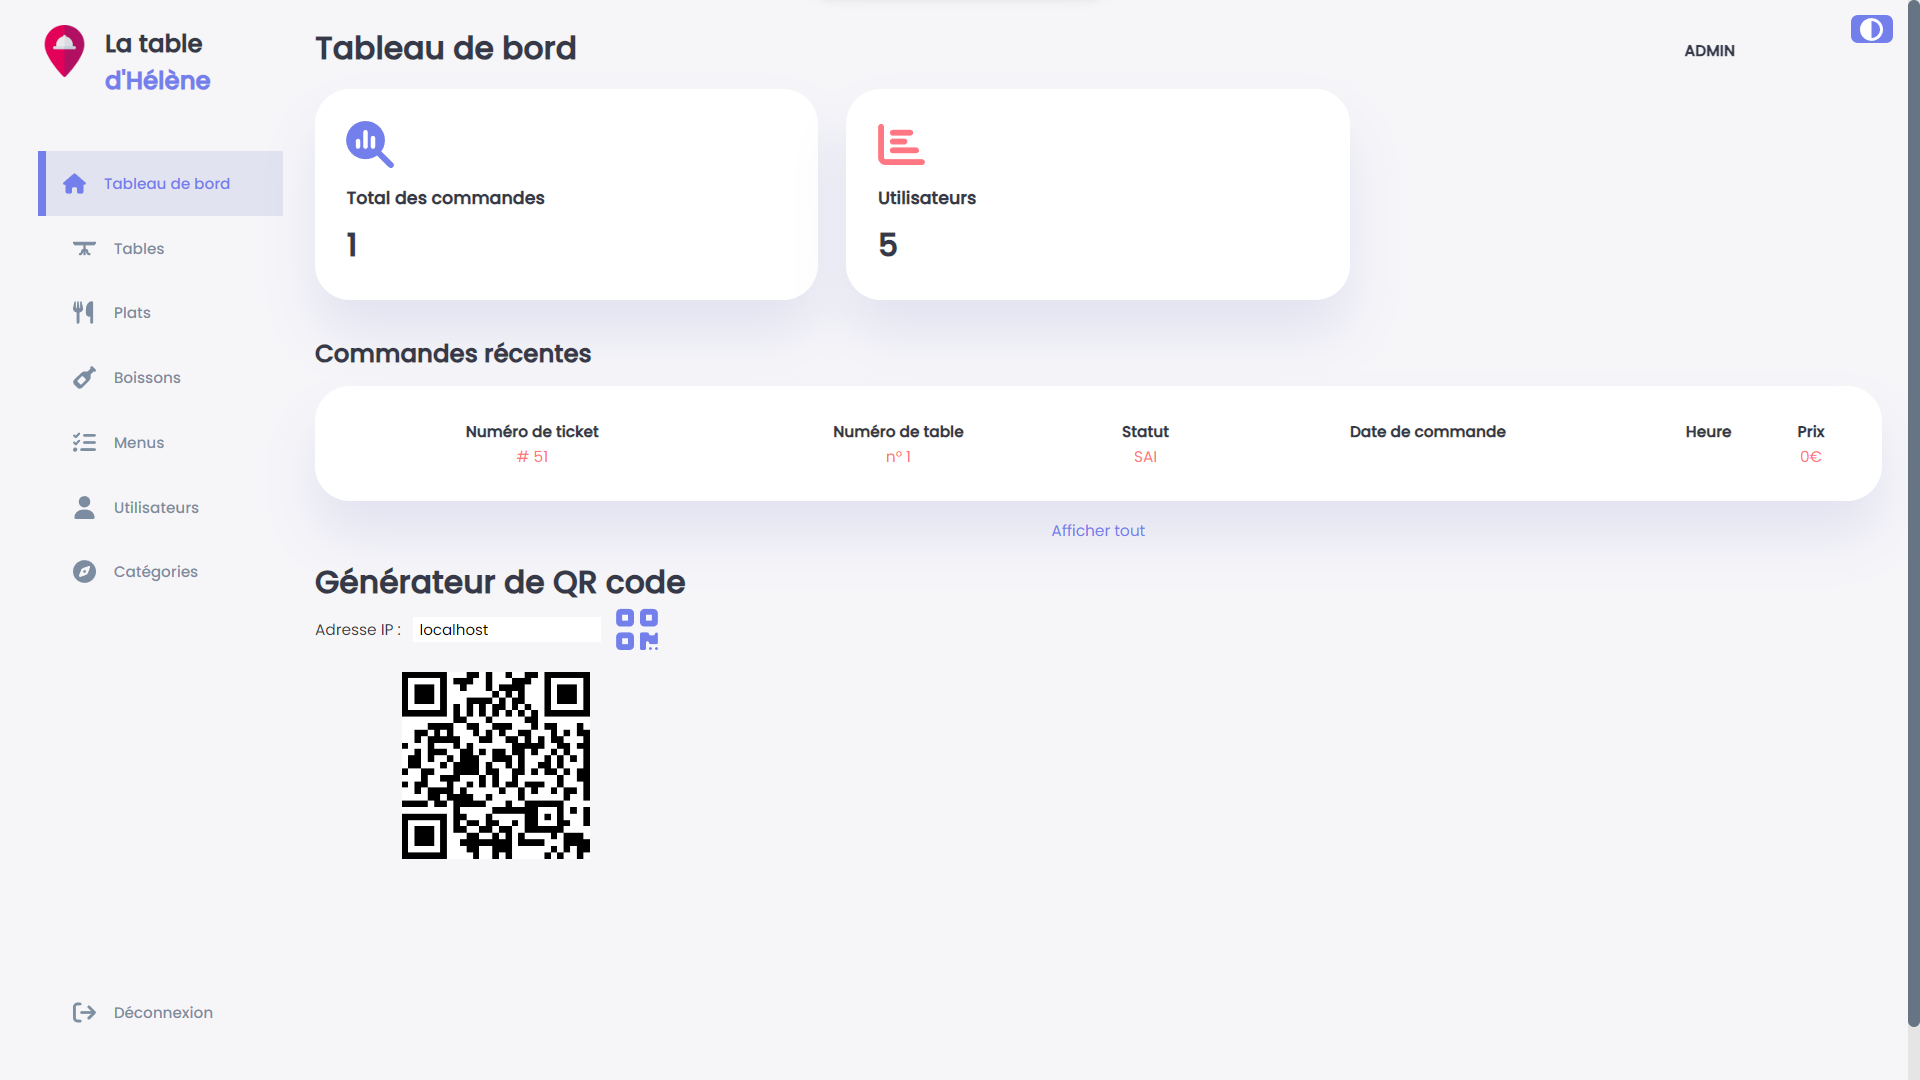 La table
d'Hélène
Tableau de bord
Tables
Plats
Boissons
Menus
Utilisateurs
Catégories
Déconnexion
Tableau de bord
ADMIN
Total des commandes
1
Utilisateurs
5
Commandes récentes
Numéro de ticket Numéro de table Statut Date de commande Heure Prix
# 51 n° 1 SAI 0€
Afficher tout
Générateur de QR code
Adresse IP : localhost